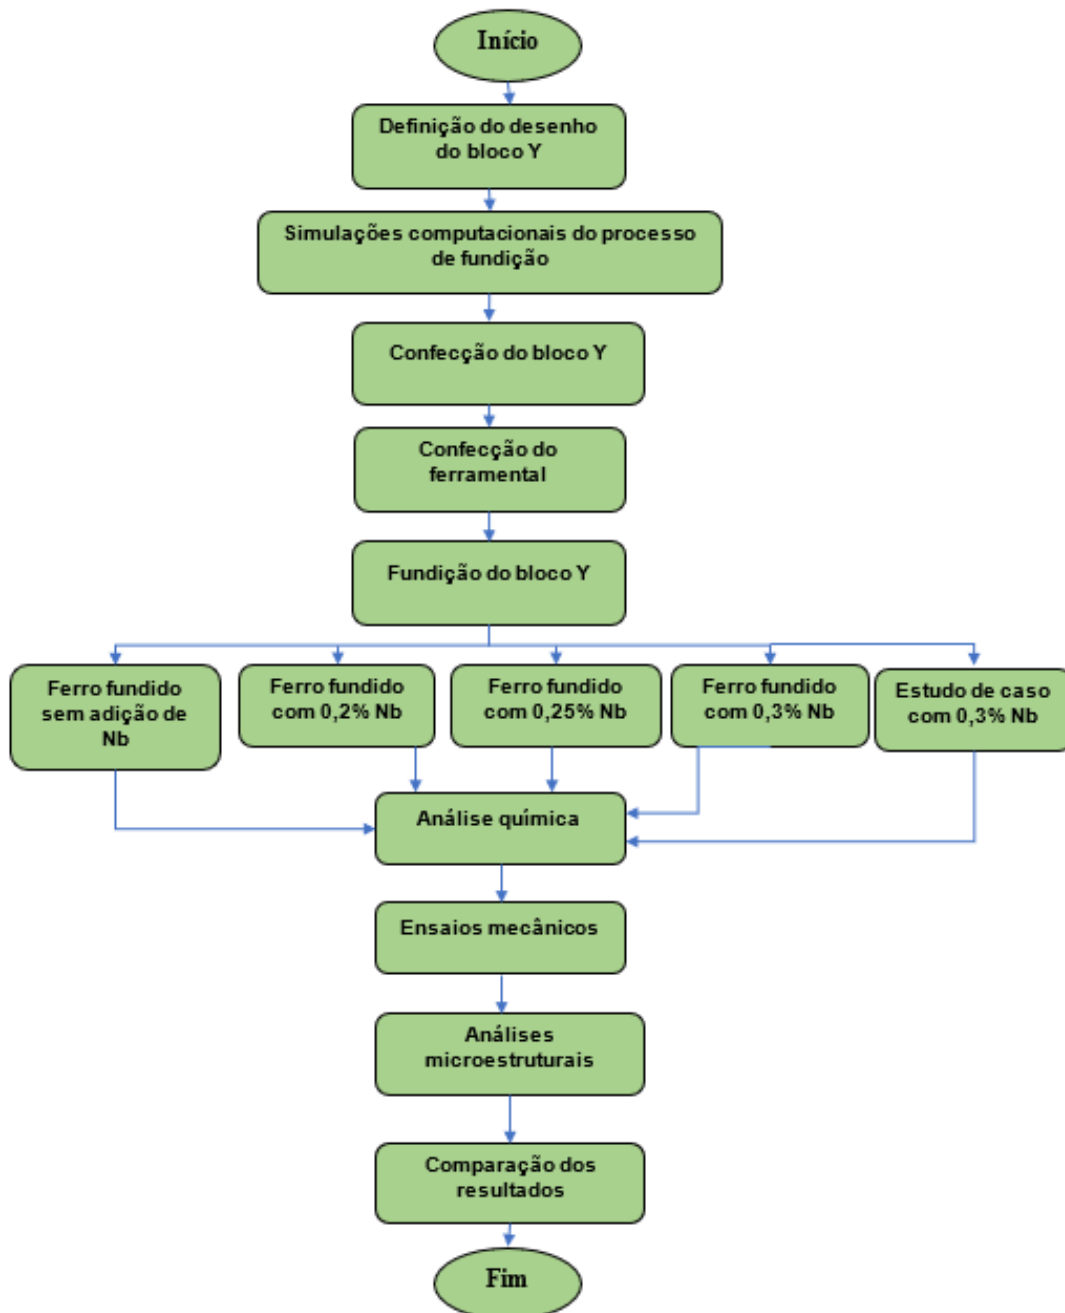 Início
Definição do desenho
do bloco Y
Simulações computacionais do processo
de fundição
Confecção do bloco Y
Confecção do
ferramental
Fundição do bloco Y
Ferro fundido
sem adição de
Nb
Ferro fundido
com 0,2% Nb
Ferro fundido
com 0,25% Nb
Ferro fundido
com 0,3% Nb
Estudo de caso
com 0,3% Nb
Análise química
Ensaios mecânicos
Análises
microestruturais
Comparação dos
resultados
Fim